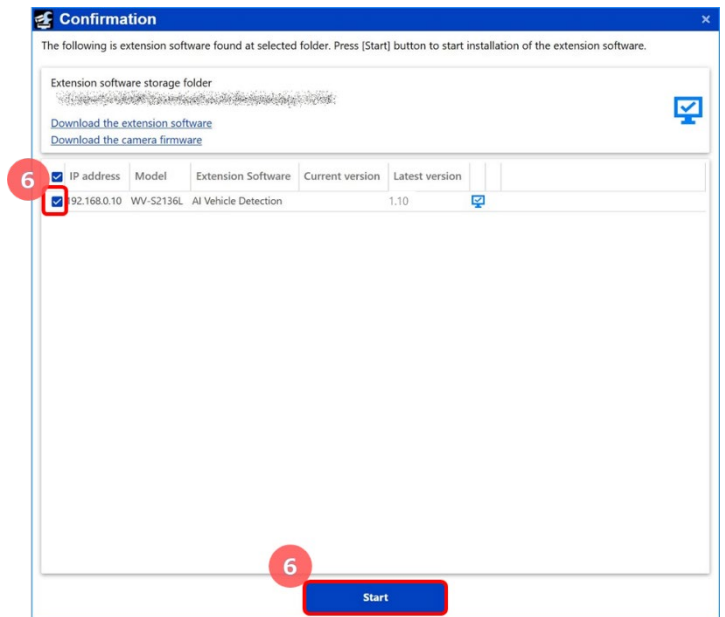 Confirmation
The following is extension software found at selected folder. Press [Start] button to start installation of the extension software.
Extension software storage folder
Download the extension software
Download the camera firmware
6
IP address Model Extension Software Current version Latest version
192.168.0.10 WV-S2136L AI Vehicle Detection 1.10
6
Start